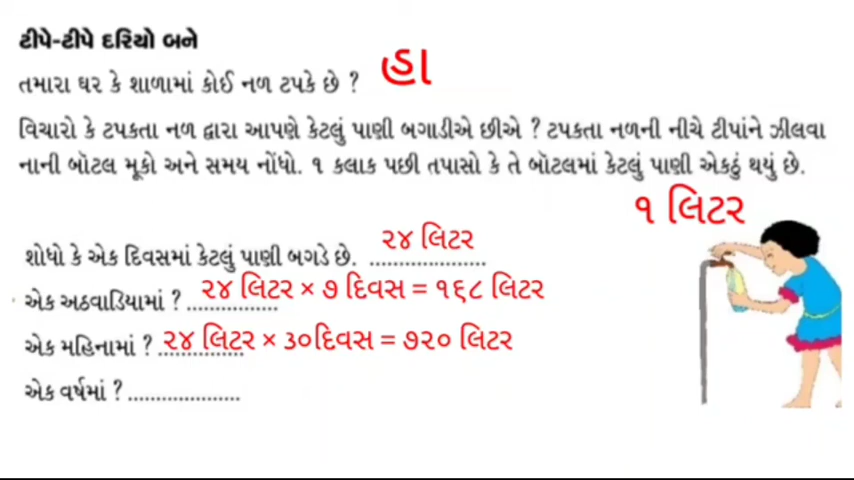 ટીપે-ટીપે દરિયો બને
તમારા ઘર કે શાળામાં કોઈ નળ ટપકે છે ? હા
વિચારો કે ટપકતા નળ દ્વારા આપણે કેટલું પાણી બગાડીએ છીએ ? ટપકતા નળની નીચે ટીપાંને ઝીલવા
નાની બૉટલ મૂકો અને સમય નોંધો. ૧ કલાક પછી તપાસો કે તે બૉટલમાં કેટલું પાણી એકઠું થયું છે.
૧ લિટર
શોધો કે એક દિવસમાં કેટલું પાણી બગડે છે. ..................... ૨૪ લિટર
એક અઠવાડિયામાં ? ................ ૨૪ લિટર × ૭ દિવસ = ૧૬૮ લિટર
એક મહિનામાં ? ............... ૨૪ લિટર × ૩૦દિવસ = ૭૨૦ લિટર
એક વર્ષમાં ? ....................